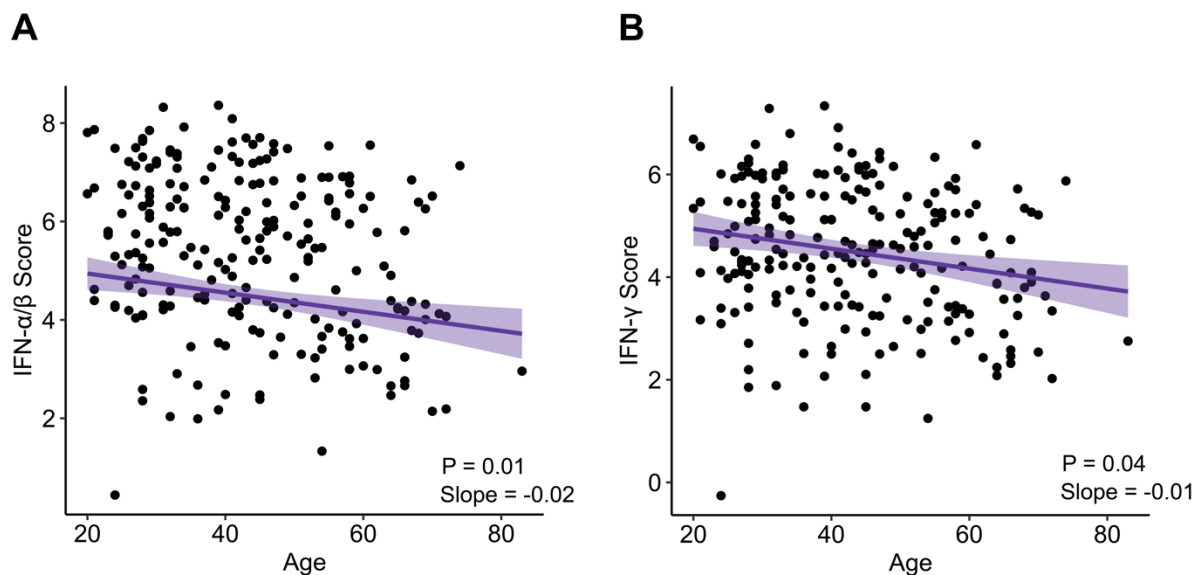 A
IFN-α/β Score
8
6
4
2
P = 0.01
Slope = -0.02
20
40
60
80
Age
B
IFN-γ Score
6
4
2
0
P = 0.04
Slope = -0.01
20
40
60
80
Age